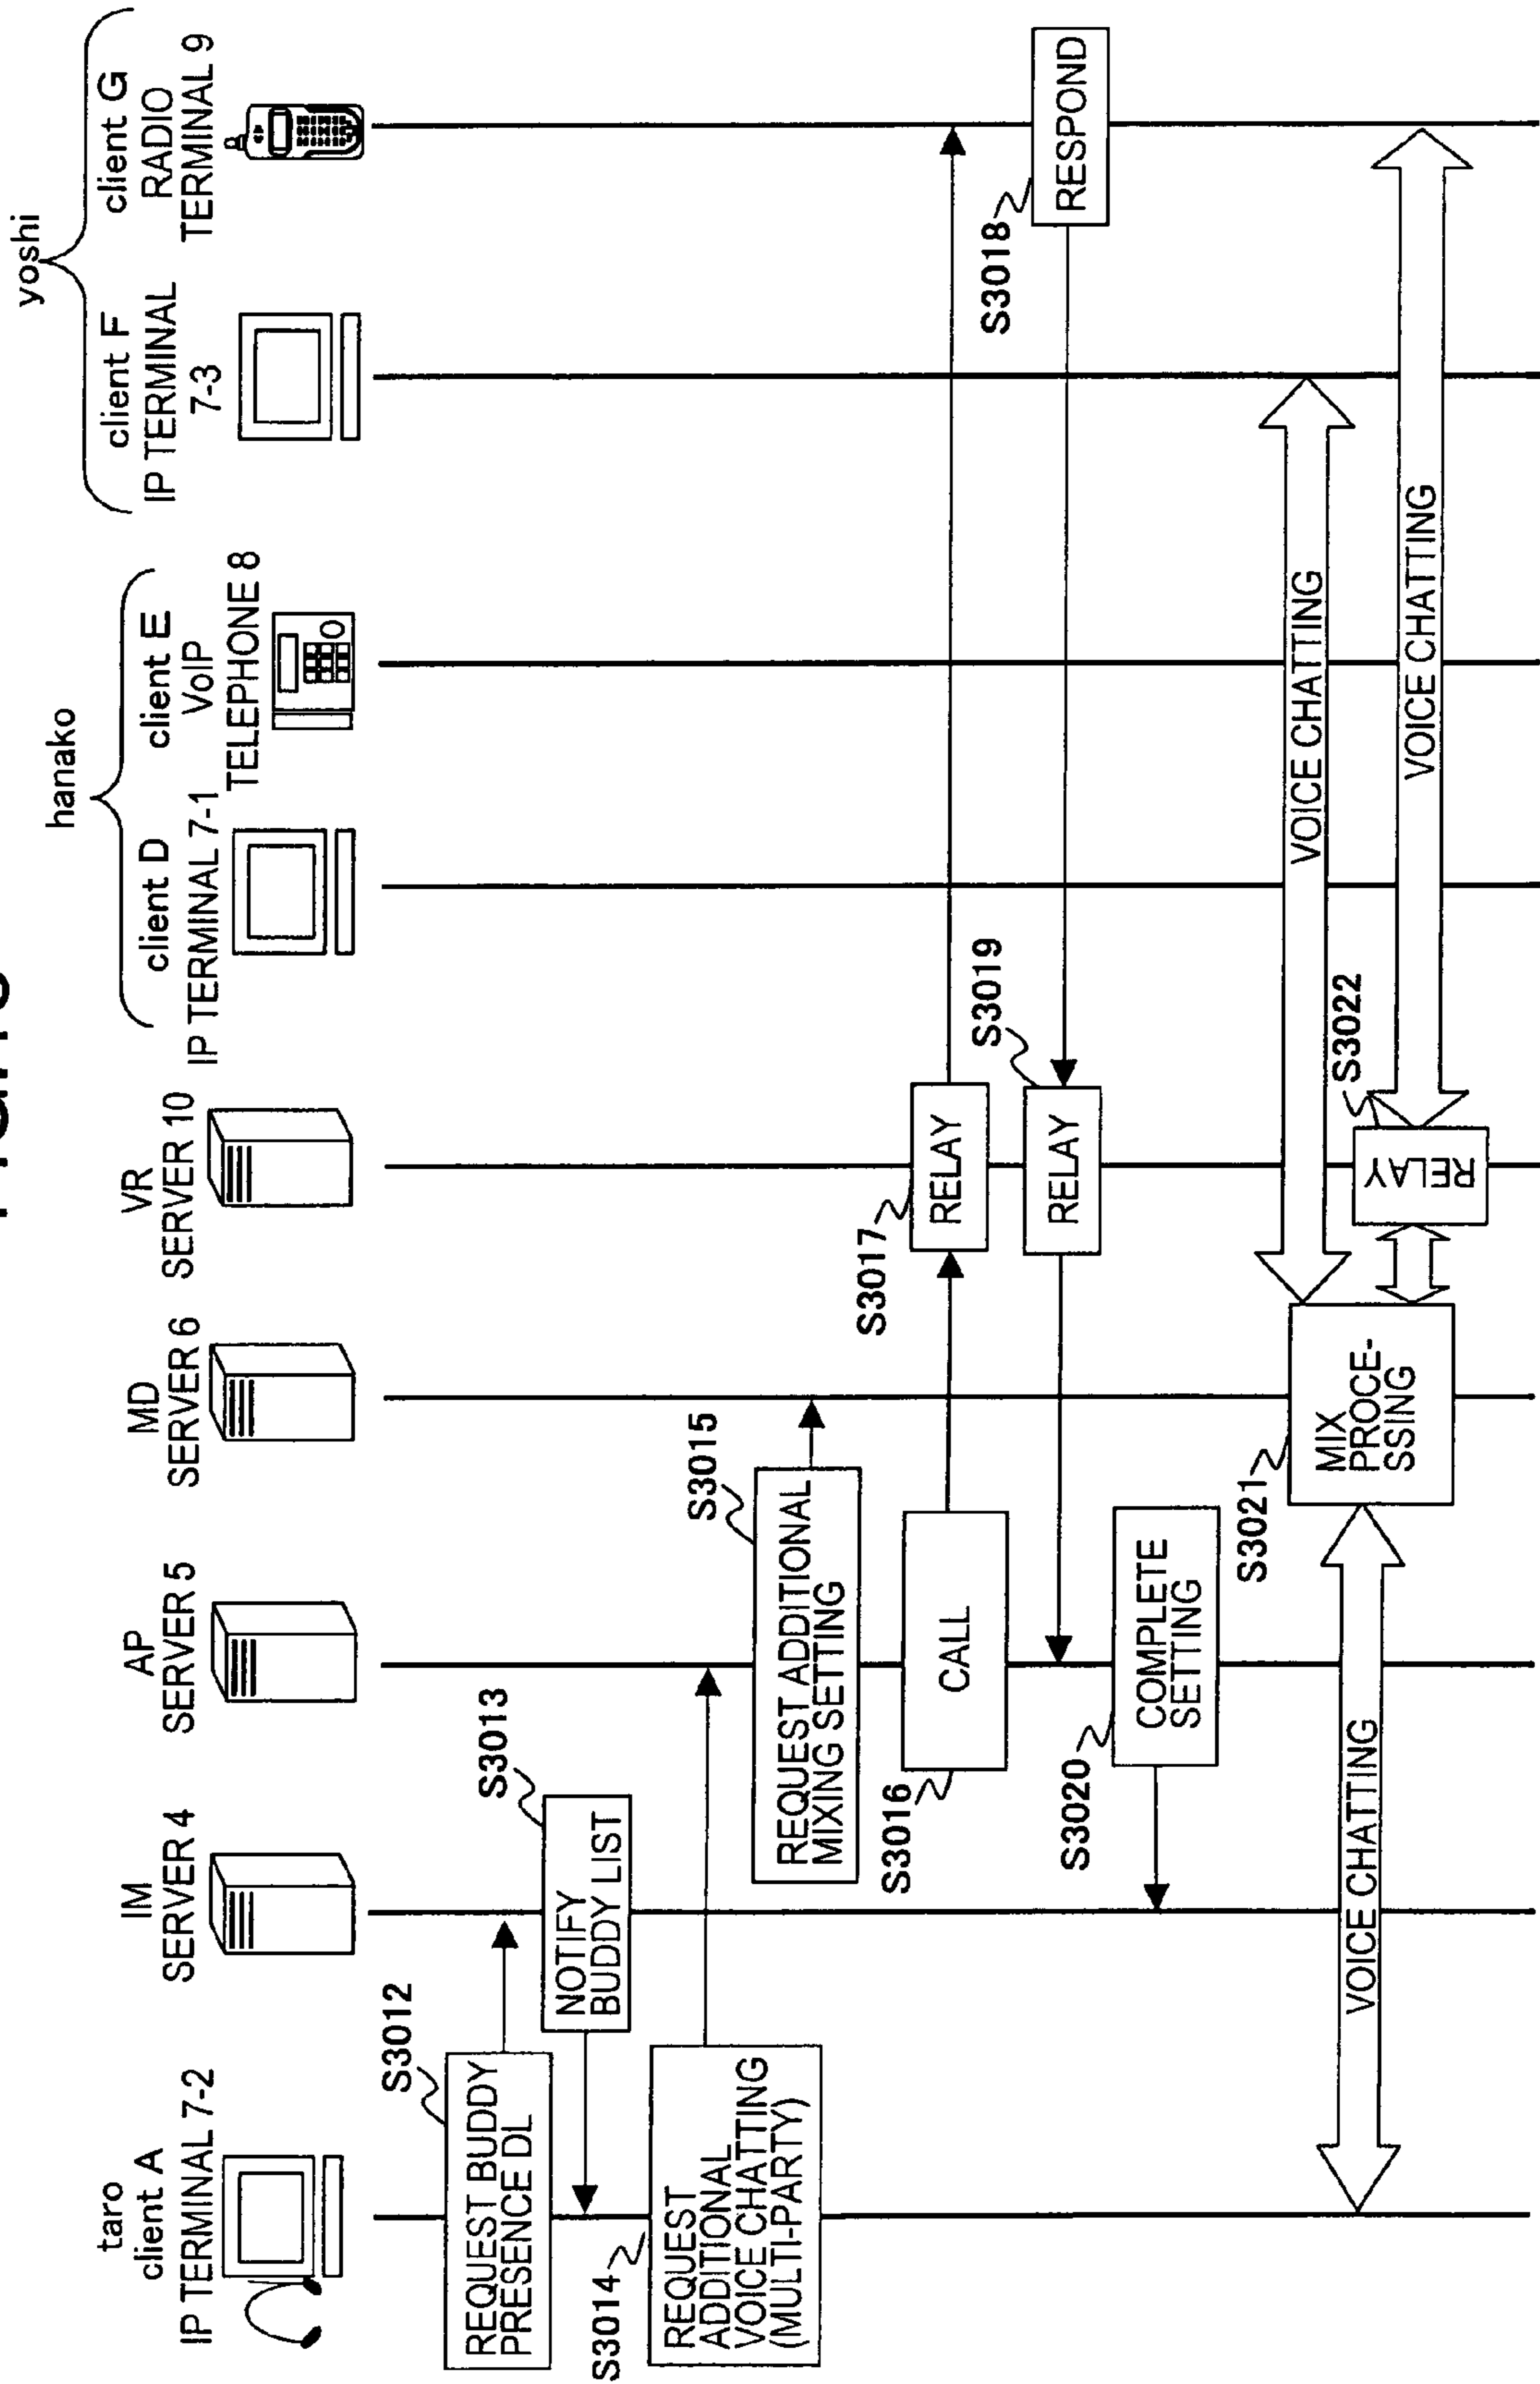 taro
client A
IP TERMINAL 7-2
IM
SERVER 4
AP
SERVER 5
MD
SERVER 6
VR
SERVER 10
hanako
client D
IP TERMINAL 7-1
client E
VoIP
TELEPHONE 8
yoshi
client F
IP TERMINAL
7-3
client G
RADIO
TERMINAL 9
S3012
REQUEST BUDDY
PRESENCE DL
S3013
NOTIFY
BUDDY LIST
S3014
REQUEST
ADDITIONAL
VOICE CHATTING
(MULTI-PARTY)
S3015
REQUEST ADDITIONAL
MIXING SETTING
S3016
CALL
S3017
RELAY
S3018
RESPOND
S3019
RELAY
S3020
COMPLETE
SETTING
S3021
MIX
PROCE-
SSING
VOICE CHATTING
VOICE CHATTING
S3022
RELAY
VOICE CHATTING